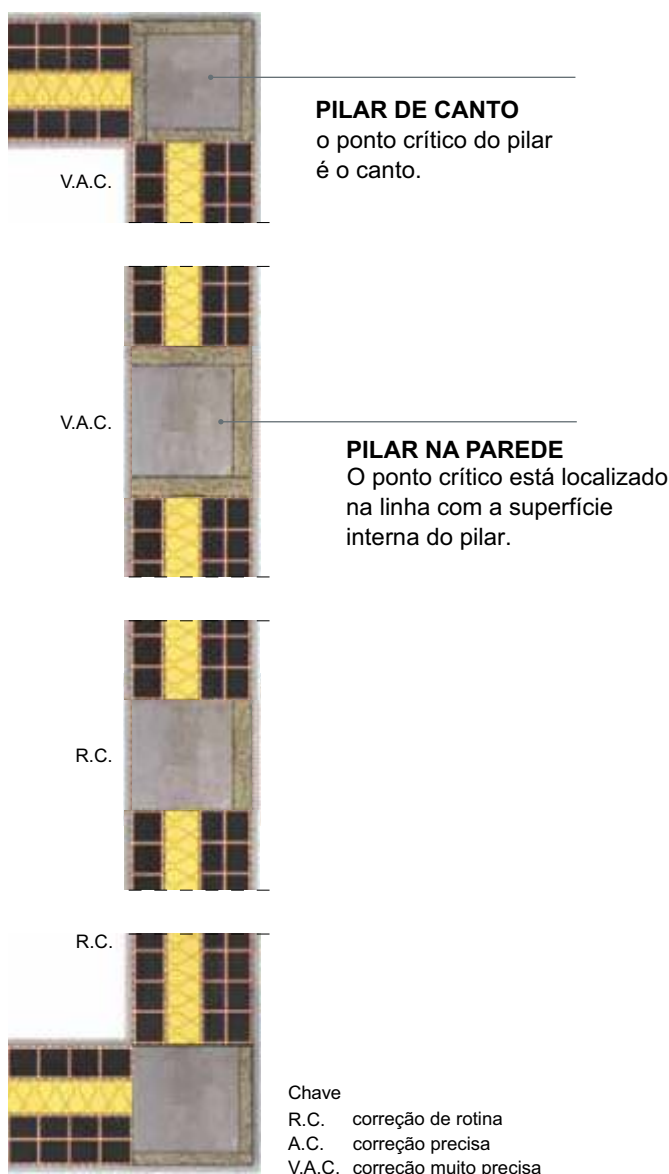 PILAR DE CANTO
o ponto crítico do pilar
é o canto.
V.A.C.
V.A.C.
PILAR NA PAREDE
O ponto crítico está localizado
na linha com a superfície
interna do pilar.
R.C.
R.C.
Chave
R.C. correção de rotina
A.C. correção precisa
V.A.C. correção muito precisa